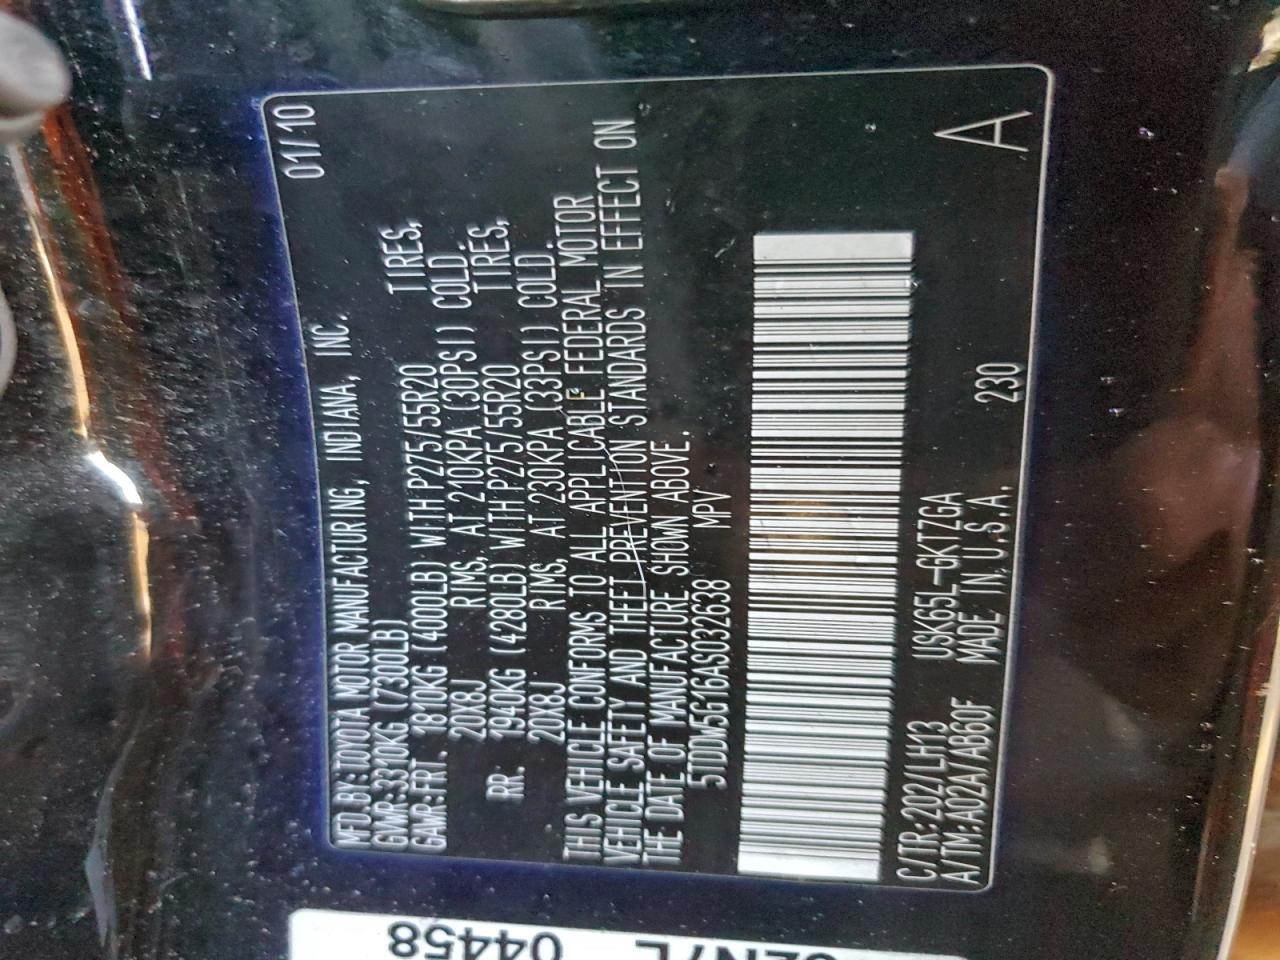 MFD.BY:TOYOTA MOTOR MANUFACTURING, INDIANA, INC. 01/10
GVWR:3310KG (7300LB)
GAWR:FRT. 1810KG (4000LB) WITH P275/55R20 TIRES,
20X8J RIMS, AT 210KPA (30PSI) COLD.
RR. 1940KG (4280LB) WITH P275/55R20 TIRES,
20X8J RIMS, AT 230KPA (33PSI) COLD.
THIS VEHICLE CONFORMS TO ALL APPLICABLE FEDERAL MOTOR
VEHICLE SAFETY AND THEFT PREVENTION STANDARDS IN EFFECT ON
THE DATE OF MANUFACTURE SHOWN ABOVE.
5TDDW5G16AS032638 MPV
C/TR:202/LH13 USK65L-GKTZGA
A/TM:A02A/AB60F MADE IN U.S.A. 230 A
04458